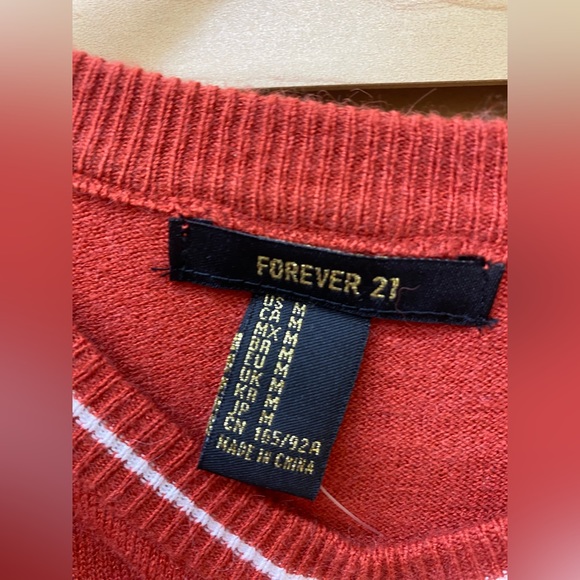 FOREVER 21
US M
CA M
MX M
BR M
EU M
UK M
KR M
JP M
CN 165/92A
MADE IN CHINA